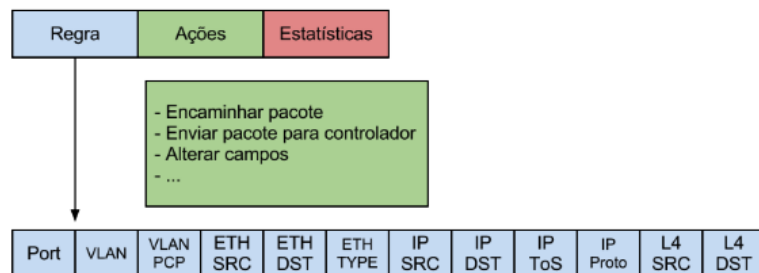 Regra Ações Estatísticas
- Encaminhar pacote
- Enviar pacote para controlador
- Alterar campos
- ...
Port VLAN VLAN PCP ETH SRC ETH DST ETH TYPE IP SRC IP DST IP ToS IP Proto L4 SRC L4 DST